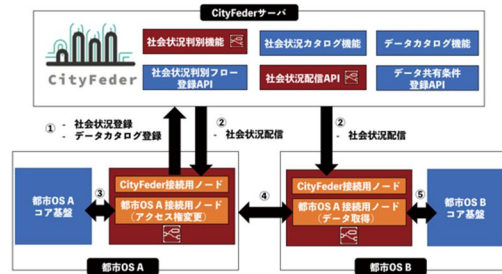 CityFederサーバ
CityFeder
社会状況判別機能
社会状況カタログ機能
データカタログ機能
社会状況判別フロー
登録API
社会状況配信API
データ共有条件
登録API
①
- 社会状況登録
- データカタログ登録
②
- 社会状況配信
②
- 社会状況配信
都市OS A
コア基盤
③
CityFeder接続用ノード
都市OS A 接続用ノード
(アクセス権変更)
④
CityFeder接続用ノード
都市OS A 接続用ノード
(データ取得)
⑤
都市OS B
コア基盤
都市OS A
都市OS B